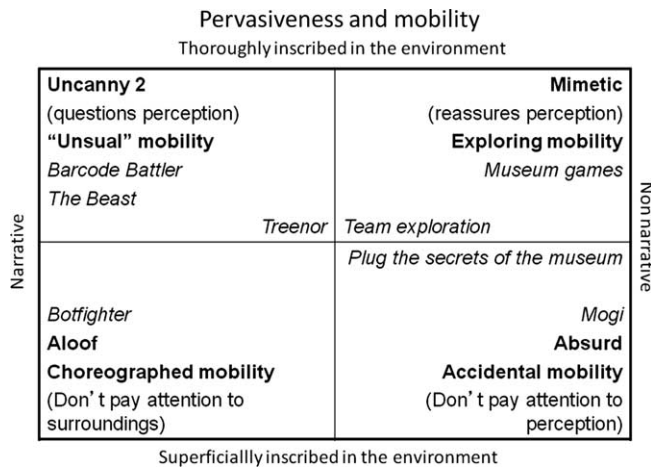 Pervasiveness and mobility
Thoroughly inscribed in the environment
Narrative
Uncanny 2
(questions perception)
“Unsual” mobility
Barcode Battler
The Beast
Treenor
Mimetic
(reassures perception)
Exploring mobility
Museum games
Team exploration
Non narrative
Botfighter
Aloof
Choreographed mobility
(Don’t pay attention to
surroundings)
Plug the secrets of the museum
Mogi
Absurd
Accidental mobility
(Don’t pay attention to
perception)
Superficiallly inscribed in the environment